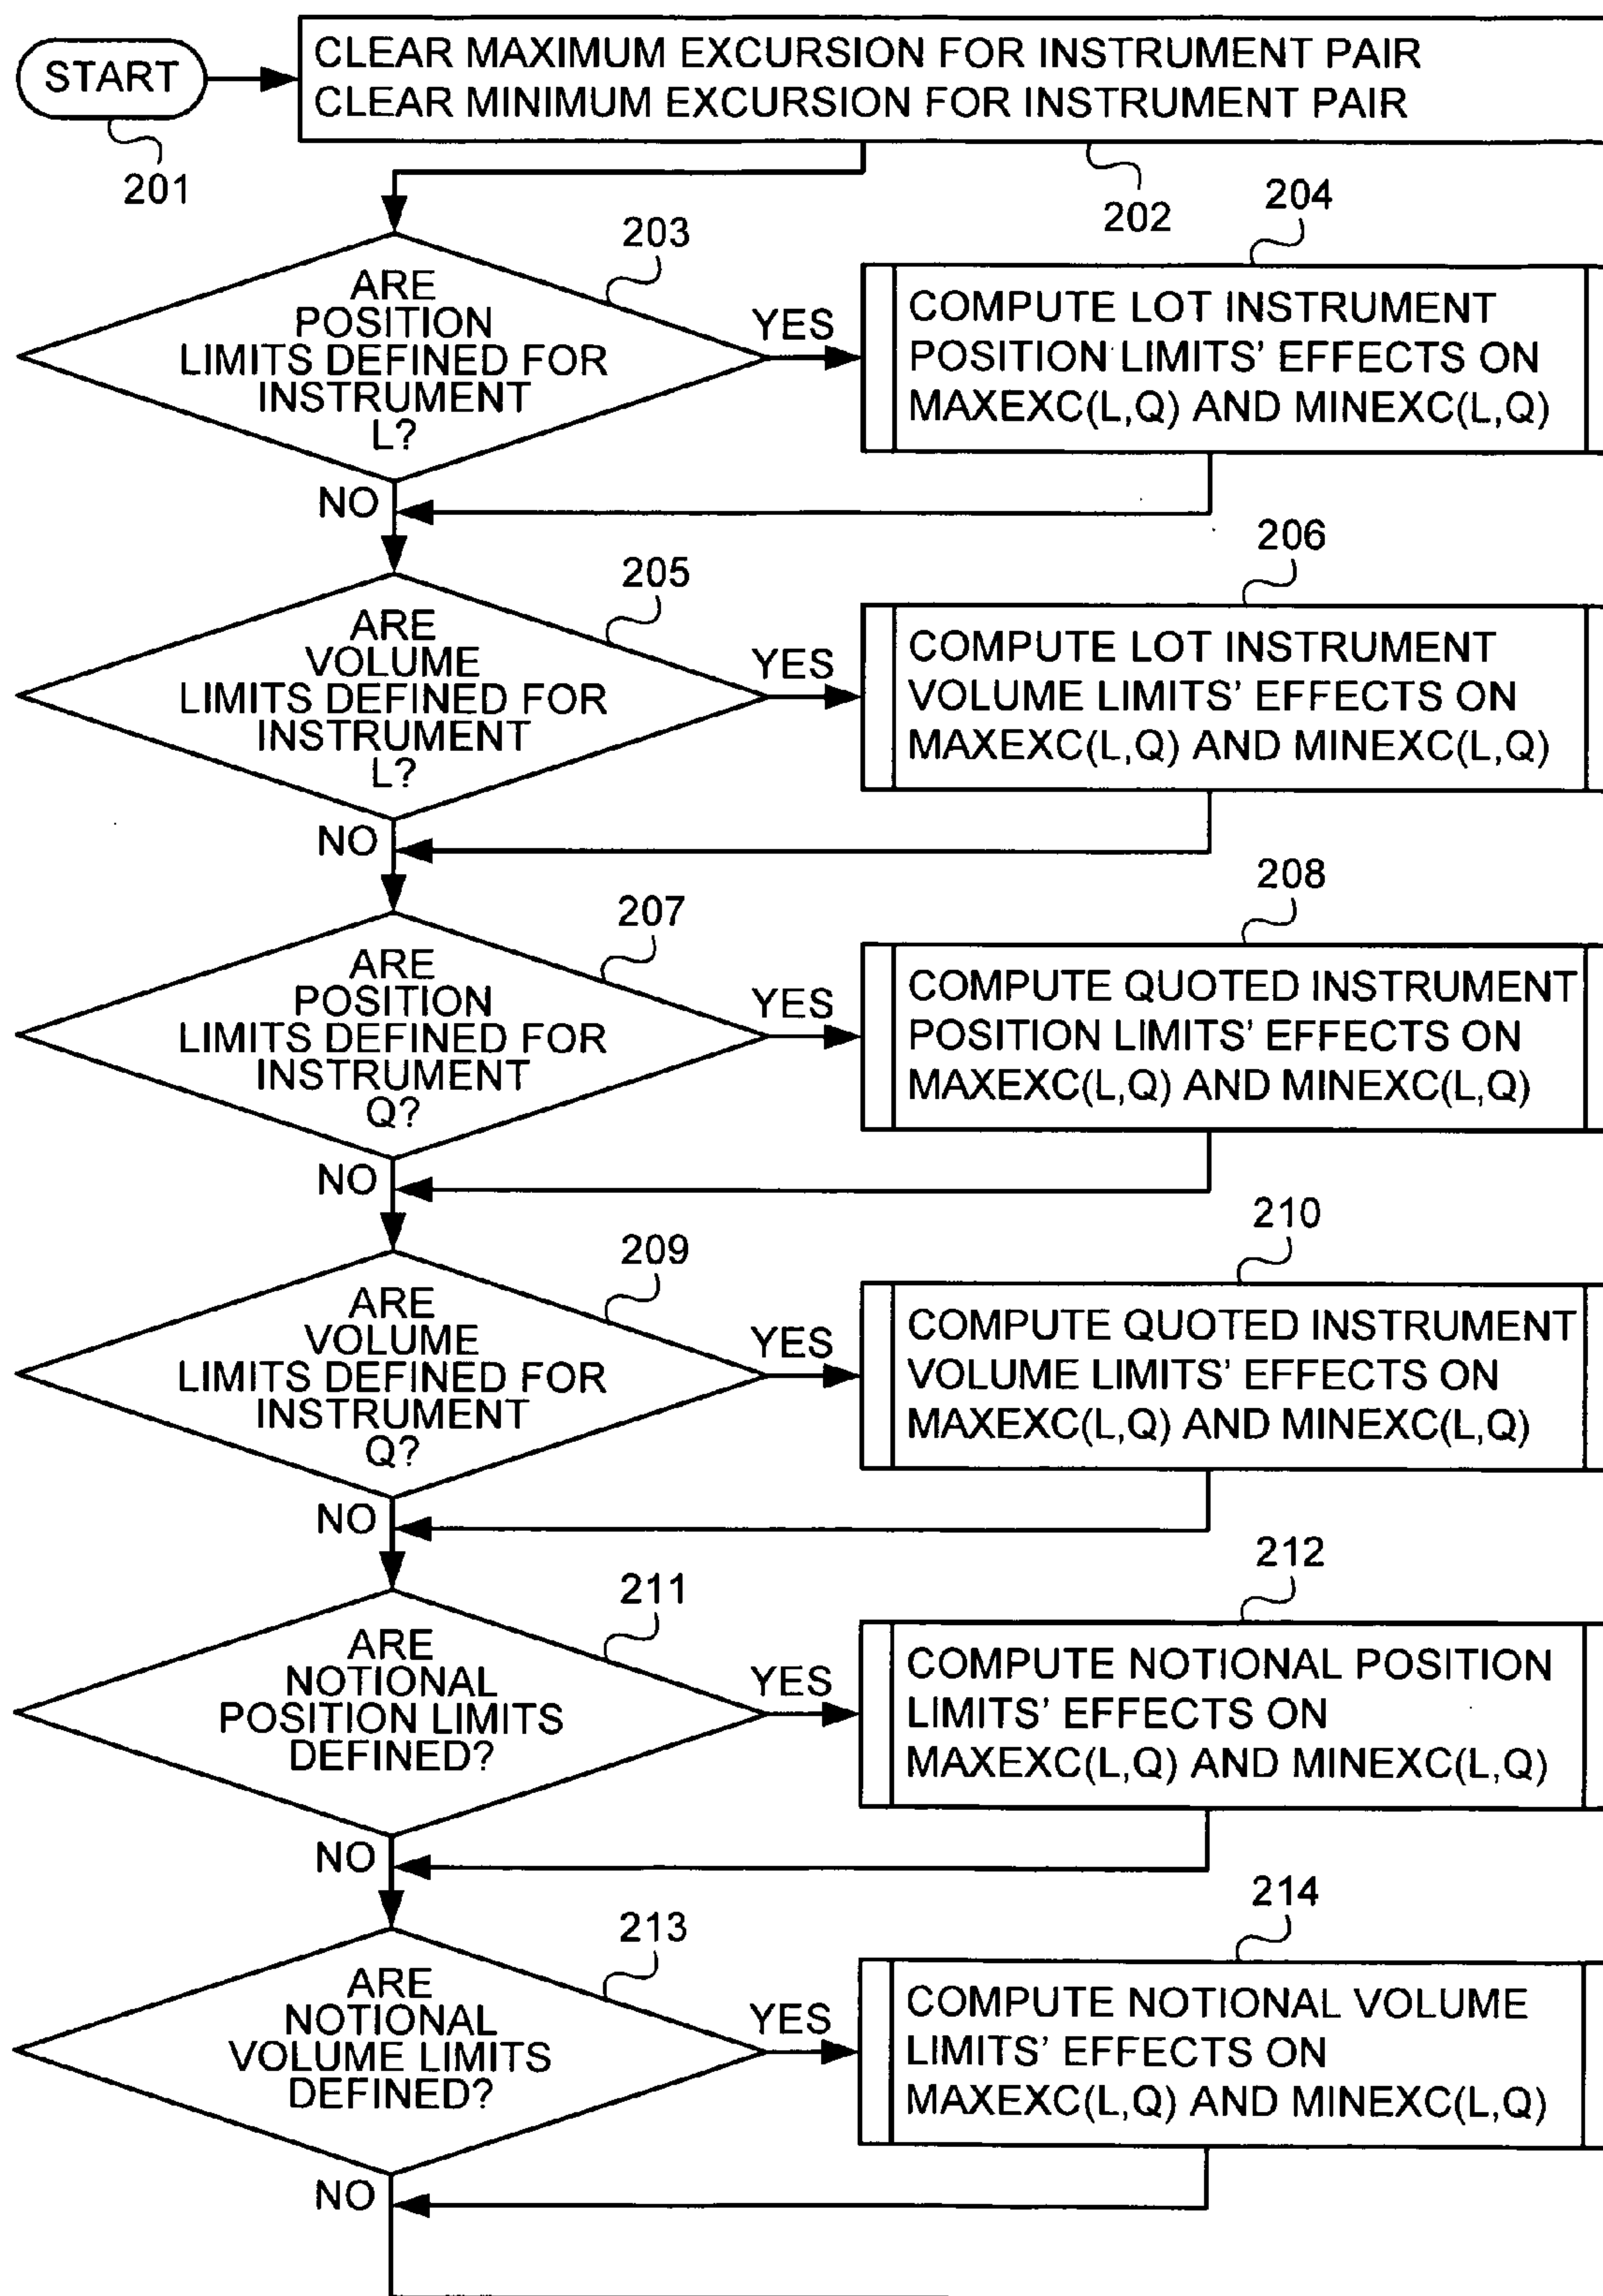 START
CLEAR MAXIMUM EXCURSION FOR INSTRUMENT PAIR
CLEAR MINIMUM EXCURSION FOR INSTRUMENT PAIR
201
202
203
ARE
POSITION
LIMITS DEFINED FOR
INSTRUMENT
L?
YES
NO
204
COMPUTE LOT INSTRUMENT
POSITION LIMITS' EFFECTS ON
MAXEXC(L,Q) AND MINEXC(L,Q)
205
ARE
VOLUME
LIMITS DEFINED FOR
INSTRUMENT
L?
YES
NO
206
COMPUTE LOT INSTRUMENT
VOLUME LIMITS' EFFECTS ON
MAXEXC(L,Q) AND MINEXC(L,Q)
207
ARE
POSITION
LIMITS DEFINED FOR
INSTRUMENT
Q?
YES
NO
208
COMPUTE QUOTED INSTRUMENT
POSITION LIMITS' EFFECTS ON
MAXEXC(L,Q) AND MINEXC(L,Q)
209
ARE
VOLUME
LIMITS DEFINED FOR
INSTRUMENT
Q?
YES
NO
210
COMPUTE QUOTED INSTRUMENT
VOLUME LIMITS' EFFECTS ON
MAXEXC(L,Q) AND MINEXC(L,Q)
211
ARE
NOTIONAL
POSITION LIMITS
DEFINED?
YES
NO
212
COMPUTE NOTIONAL POSITION
LIMITS' EFFECTS ON
MAXEXC(L,Q) AND MINEXC(L,Q)
213
ARE
NOTIONAL
VOLUME LIMITS
DEFINED?
YES
NO
214
COMPUTE NOTIONAL VOLUME
LIMITS' EFFECTS ON
MAXEXC(L,Q) AND MINEXC(L,Q)